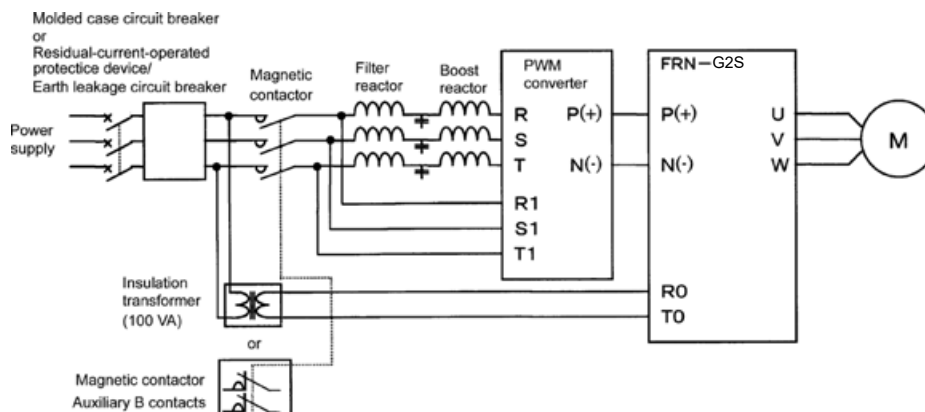 Molded case circuit breaker
or
Residual-current-operated
protectice device/
Earth leakage circuit breaker
Magnetic
contactor
Filter
reactor
Boost
reactor
PWM
converter
FRN-G2S
Power
supply
R
P(+)
P(+)
U
S
V
M
T
N(-)
N(-)
W
R1
S1
T1
Insulation
transformer
(100 VA)
R0
T0
or
Magnetic contactor
Auxiliary B contacts